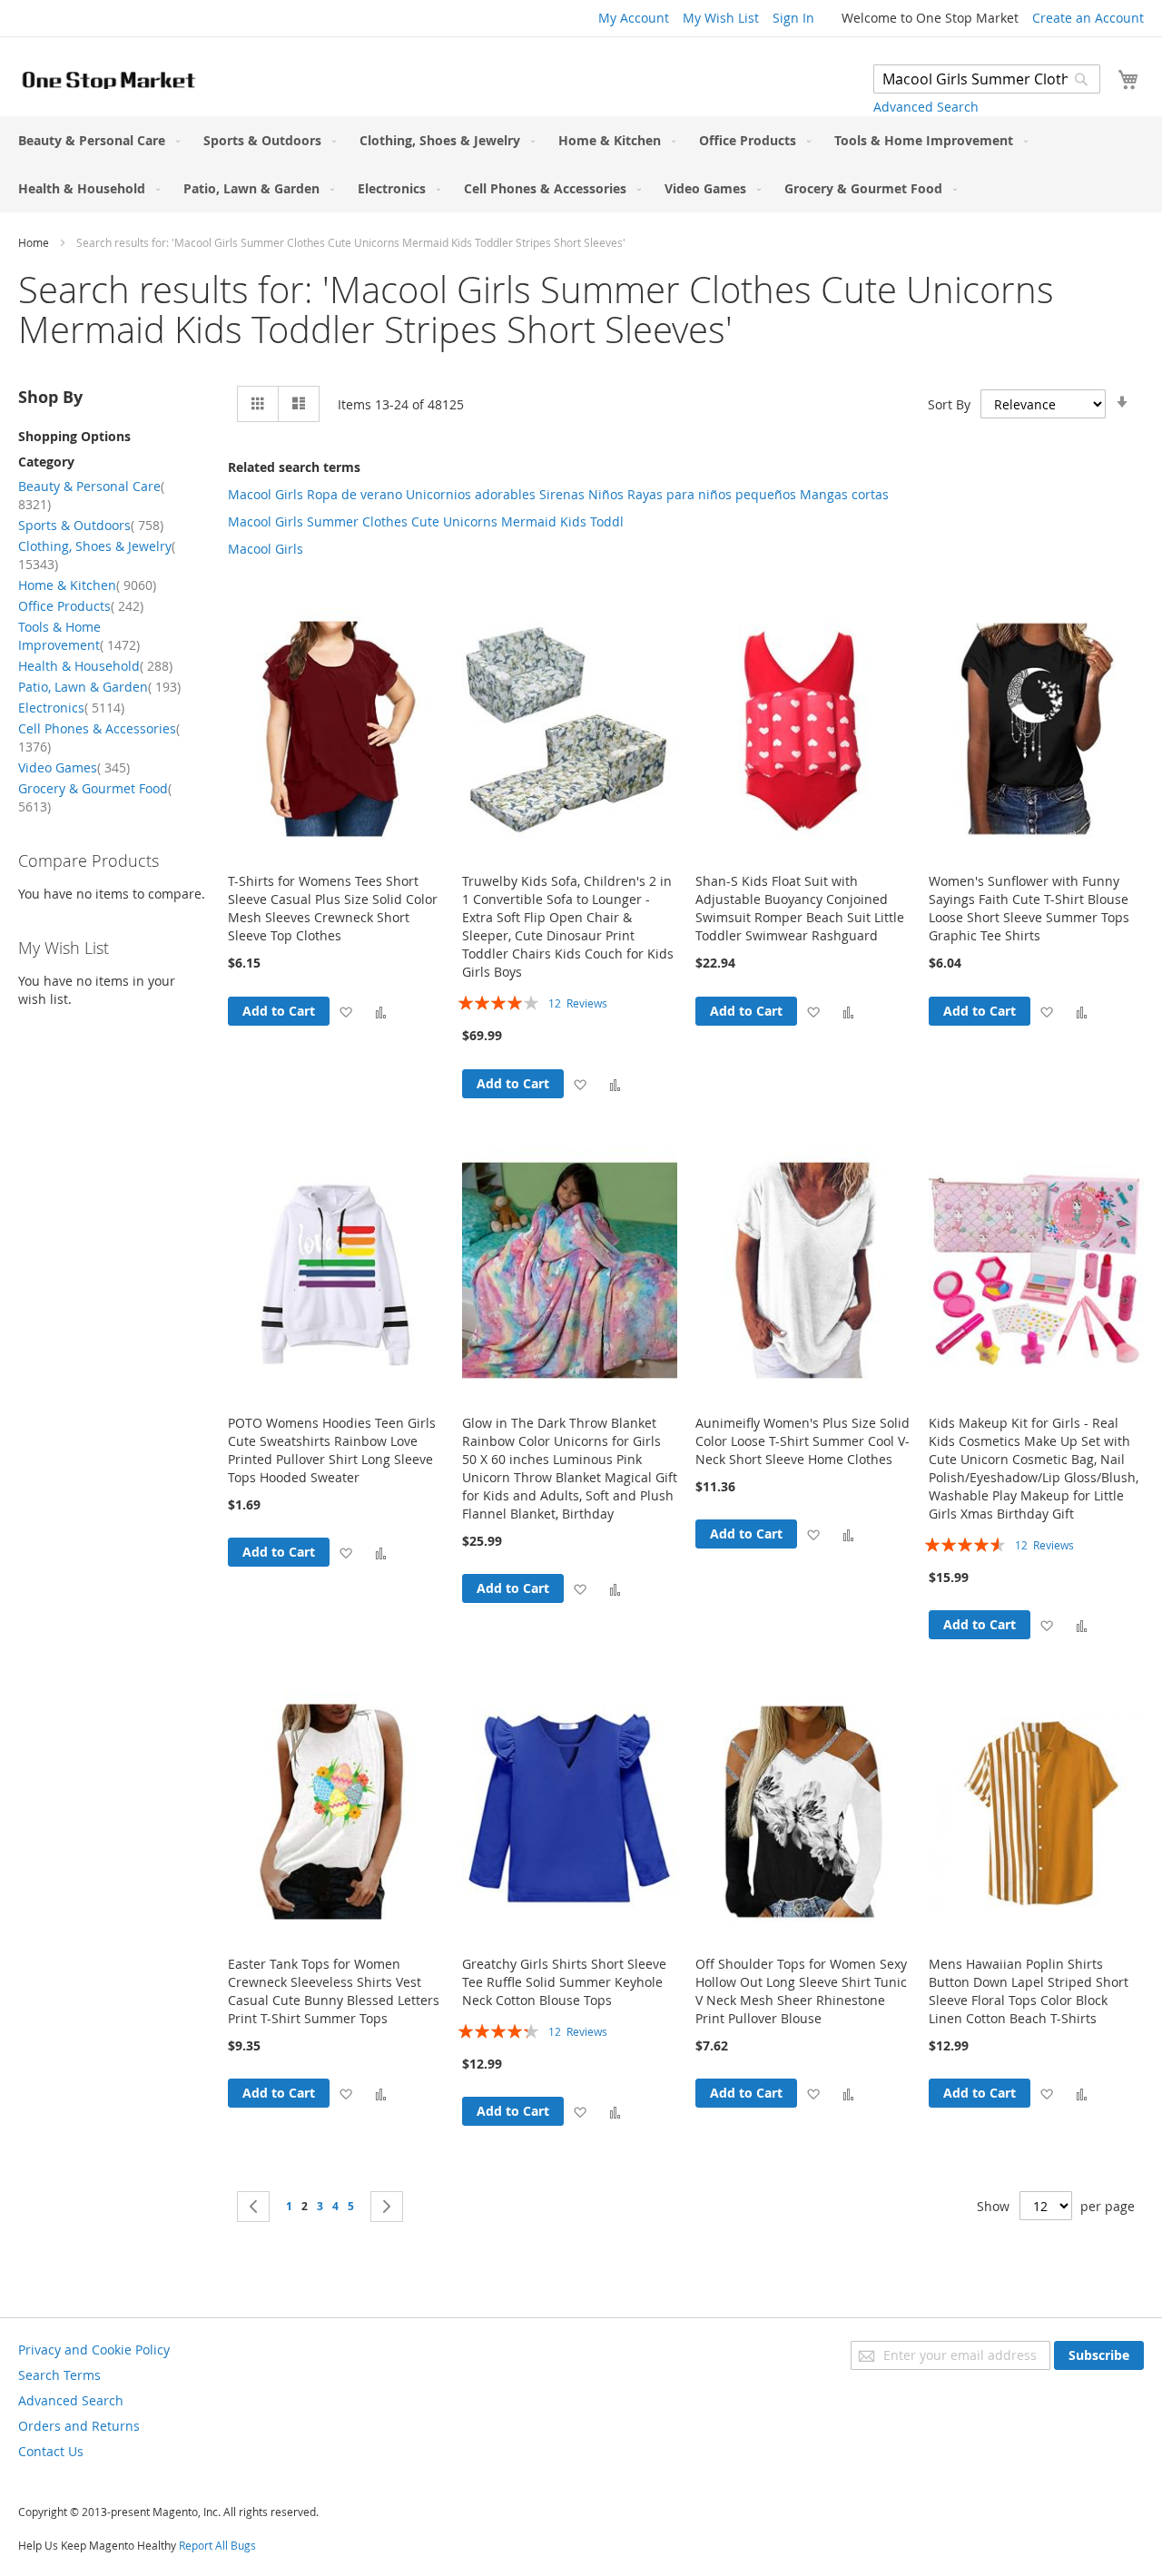 My Account My Wish List Sign In Welcome to One Stop Market Create an Account
One Stop Market
Macool Girls Summer Cloth
Advanced Search
Beauty & Personal Care Sports & Outdoors Clothing, Shoes & Jewelry Home & Kitchen Office Products Tools & Home Improvement
Health & Household Patio, Lawn & Garden Electronics Cell Phones & Accessories Video Games Grocery & Gourmet Food
Home Search results for: 'Macool Girls Summer Clothes Cute Unicorns Mermaid Kids Toddler Stripes Short Sleeves'
Search results for: 'Macool Girls Summer Clothes Cute Unicorns
Mermaid Kids Toddler Stripes Short Sleeves'
Shop By
Shopping Options
Category
Beauty & Personal Care(
8321)
Sports & Outdoors( 758)
Clothing, Shoes & Jewelry(
15343)
Home & Kitchen( 9060)
Office Products( 242)
Tools & Home
Improvement( 1472)
Health & Household( 288)
Patio, Lawn & Garden( 193)
Electronics( 5114)
Cell Phones & Accessories(
1376)
Video Games( 345)
Grocery & Gourmet Food(
5613)
Compare Products
You have no items to compare.
My Wish List
You have no items in your
wish list.
Items 13-24 of 48125
Sort By Relevance
Related search terms
Macool Girls Ropa de verano Unicornios adorables Sirenas Niños Rayas para niños pequeños Mangas cortas
Macool Girls Summer Clothes Cute Unicorns Mermaid Kids Toddl
Macool Girls
T-Shirts for Womens Tees Short
Sleeve Casual Plus Size Solid Color
Mesh Sleeves Crewneck Short
Sleeve Top Clothes
$6.15
Add to Cart
Truwelby Kids Sofa, Children's 2 in
1 Convertible Sofa to Lounger -
Extra Soft Flip Open Chair &
Sleeper, Cute Dinosaur Print
Toddler Chairs Kids Couch for Kids
Girls Boys
12 Reviews
$69.99
Add to Cart
Shan-S Kids Float Suit with
Adjustable Buoyancy Conjoined
Swimsuit Romper Beach Suit Little
Toddler Swimwear Rashguard
$22.94
Add to Cart
Women's Sunflower with Funny
Sayings Faith Cute T-Shirt Blouse
Loose Short Sleeve Summer Tops
Graphic Tee Shirts
$6.04
Add to Cart
love
POTO Womens Hoodies Teen Girls
Cute Sweatshirts Rainbow Love
Printed Pullover Shirt Long Sleeve
Tops Hooded Sweater
$1.69
Add to Cart
Glow in The Dark Throw Blanket
Rainbow Color Unicorns for Girls
50 X 60 inches Luminous Pink
Unicorn Throw Blanket Magical Gift
for Kids and Adults, Soft and Plush
Flannel Blanket, Birthday
$25.99
Add to Cart
Aunimeifly Women's Plus Size Solid
Color Loose T-Shirt Summer Cool V-
Neck Short Sleeve Home Clothes
$11.36
Add to Cart
Kids Makeup Kit for Girls - Real
Kids Cosmetics Make Up Set with
Cute Unicorn Cosmetic Bag, Nail
Polish/Eyeshadow/Lip Gloss/Blush,
Washable Play Makeup for Little
Girls Xmas Birthday Gift
12 Reviews
$15.99
Add to Cart
Easter Tank Tops for Women
Crewneck Sleeveless Shirts Vest
Casual Cute Bunny Blessed Letters
Print T-Shirt Summer Tops
$9.35
Add to Cart
Greatchy Girls Shirts Short Sleeve
Tee Ruffle Solid Summer Keyhole
Neck Cotton Blouse Tops
12 Reviews
$12.99
Add to Cart
Off Shoulder Tops for Women Sexy
Hollow Out Long Sleeve Shirt Tunic
V Neck Mesh Sheer Rhinestone
Print Pullover Blouse
$7.62
Add to Cart
Mens Hawaiian Poplin Shirts
Button Down Lapel Striped Short
Sleeve Floral Tops Color Block
Linen Cotton Beach T-Shirts
$12.99
Add to Cart
1 2 3 4 5
Show 12 per page
Privacy and Cookie Policy
Search Terms
Advanced Search
Orders and Returns
Contact Us
Enter your email address Subscribe
Copyright © 2013-present Magento, Inc. All rights reserved.
Help Us Keep Magento Healthy Report All Bugs